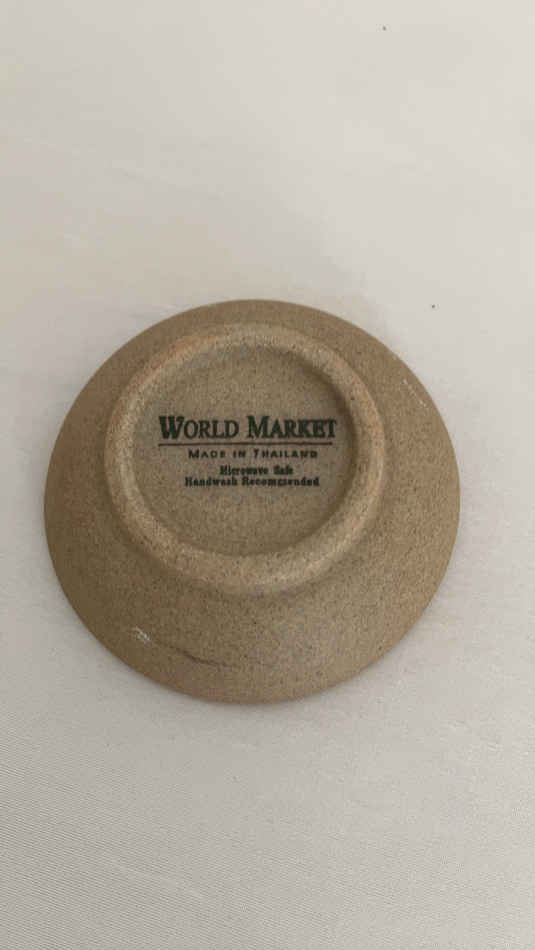 WORLD MARKET
MADE IN THAILAND
Microwave Safe
Handwash Recommended